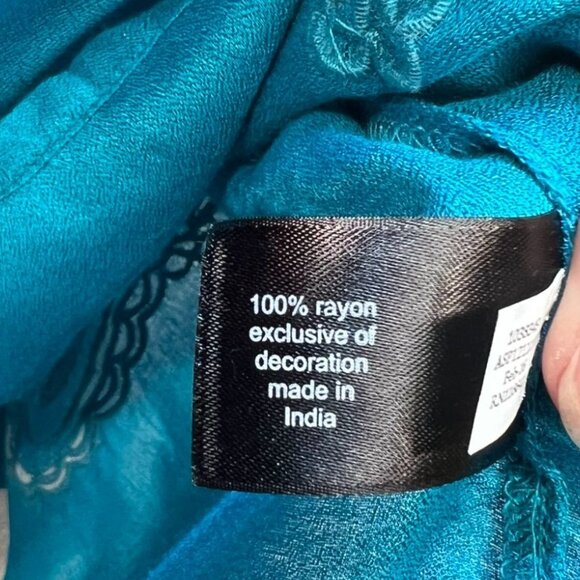 100% rayon
exclusive of
decoration
made in
India